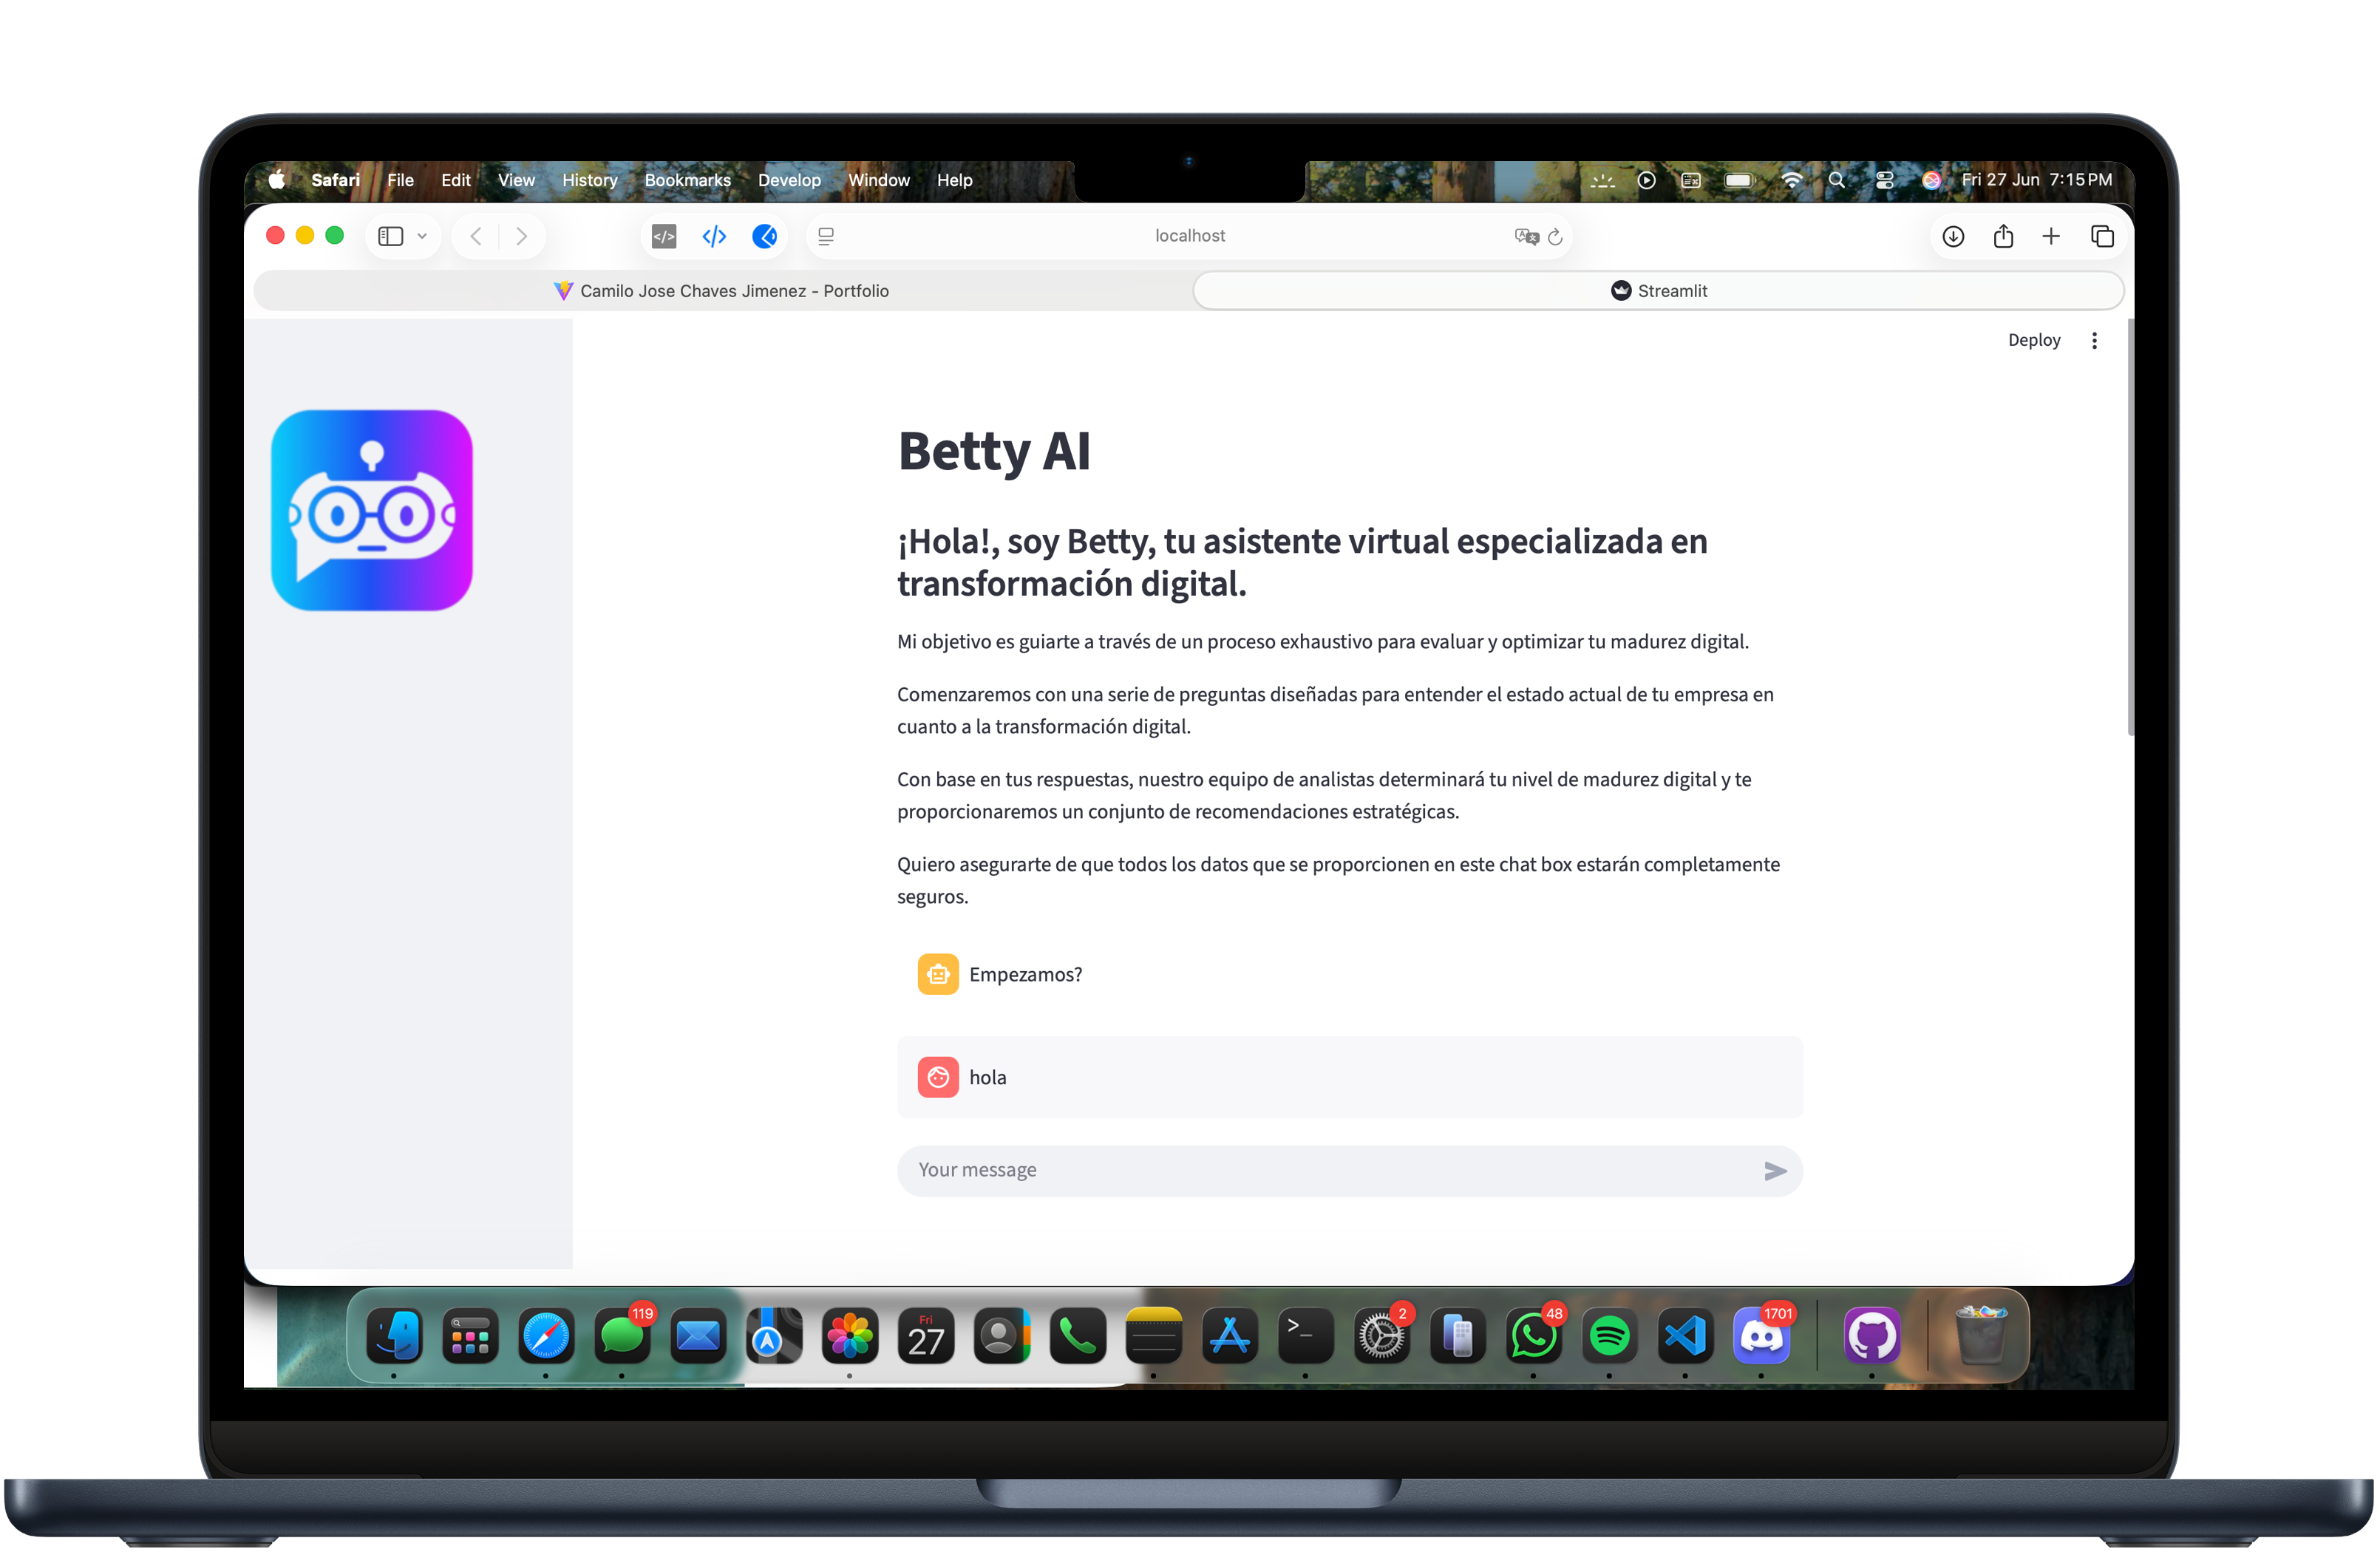 Safari File Edit View History Bookmarks Develop Window Help
Fri 27 Jun 7:15 PM
localhost
Camilo Jose Chaves Jimenez - Portfolio
Streamlit
Deploy
Betty AI
¡Hola!, soy Betty, tu asistente virtual especializada en
transformación digital.
Mi objetivo es guiarte a través de un proceso exhaustivo para evaluar y optimizar tu madurez digital.
Comenzaremos con una serie de preguntas diseñadas para entender el estado actual de tu empresa en
cuanto a la transformación digital.
Con base en tus respuestas, nuestro equipo de analistas determinará tu nivel de madurez digital y te
proporcionaremos un conjunto de recomendaciones estratégicas.
Quiero asegurarte de que todos los datos que se proporcionen en este chat box estarán completamente
seguros.
Empezamos?
hola
Your message
119
Fri
27
2
48
1701